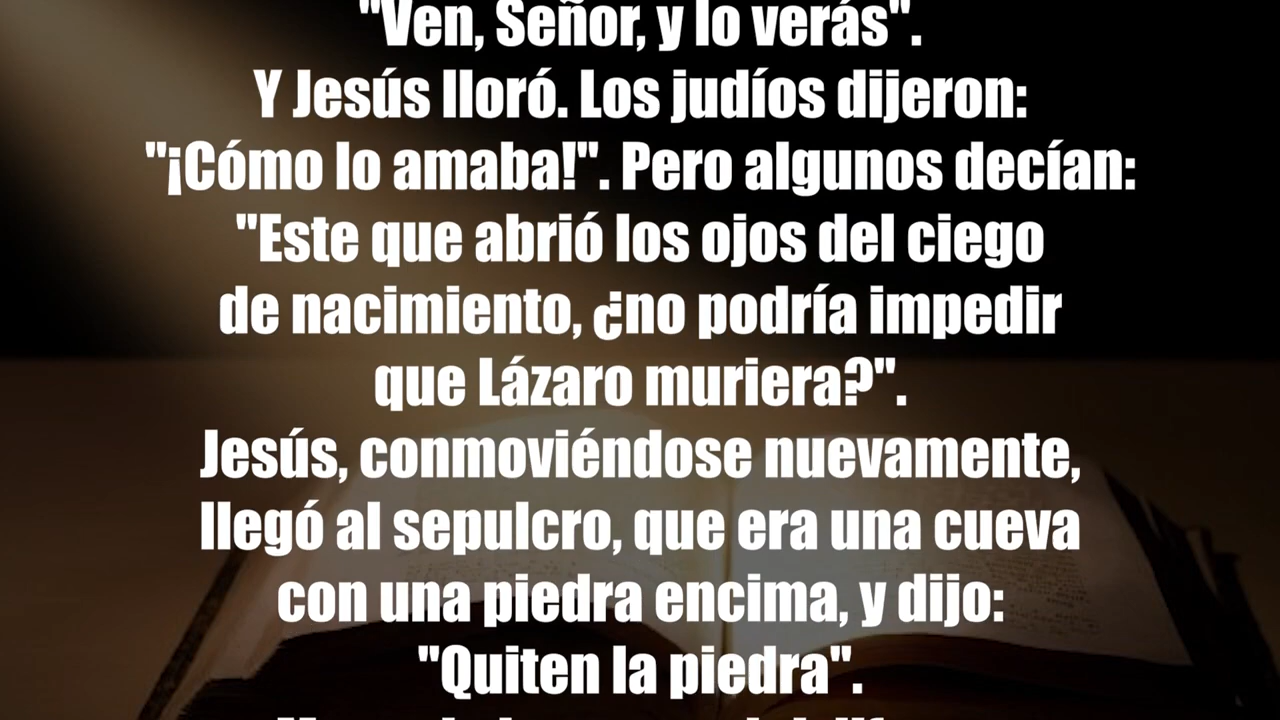 "Ven, Señor, y lo verás".
Y Jesús lloró. Los judíos dijeron:
"¡Cómo lo amaba!". Pero algunos decían:
"Este que abrió los ojos del ciego
de nacimiento, ¿no podría impedir
que Lázaro muriera?".
Jesús, conmoviéndose nuevamente,
llegó al sepulcro, que era una cueva
con una piedra encima, y dijo:
"Quiten la piedra".